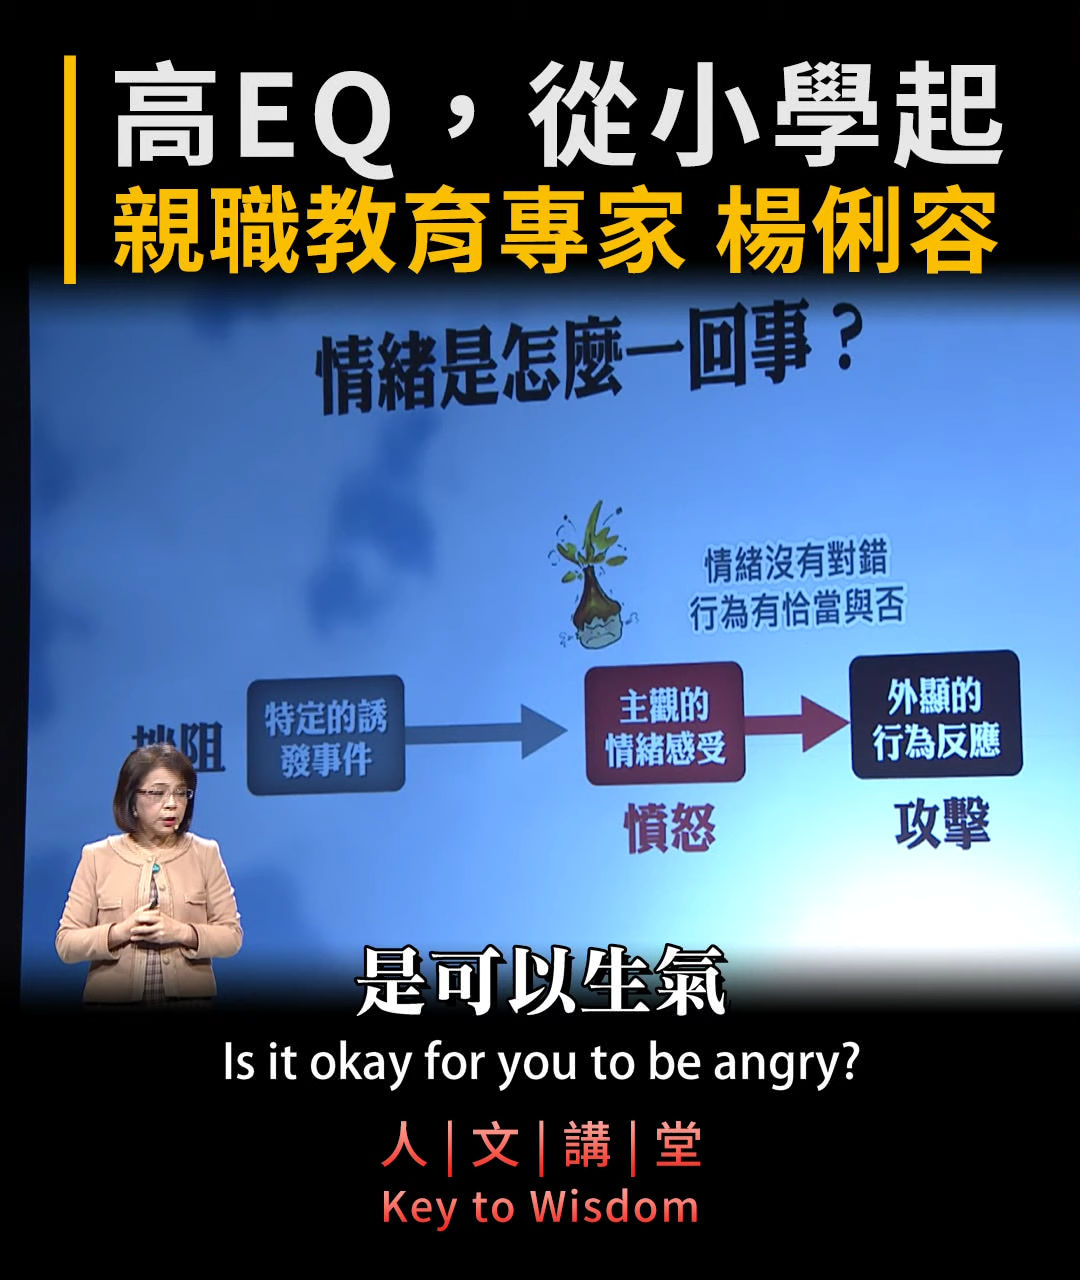 高EQ，從小學起
親職教育專家 楊俐容
情緒是怎麼一回事？
情緒沒有對錯
行為有恰當與否
挫阻
特定的誘
發事件
主觀的
情緒感受
外顯的
行為反應
憤怒
攻擊
是可以生氣
Is it okay for you to be angry?
人|文|講|堂
Key to Wisdom